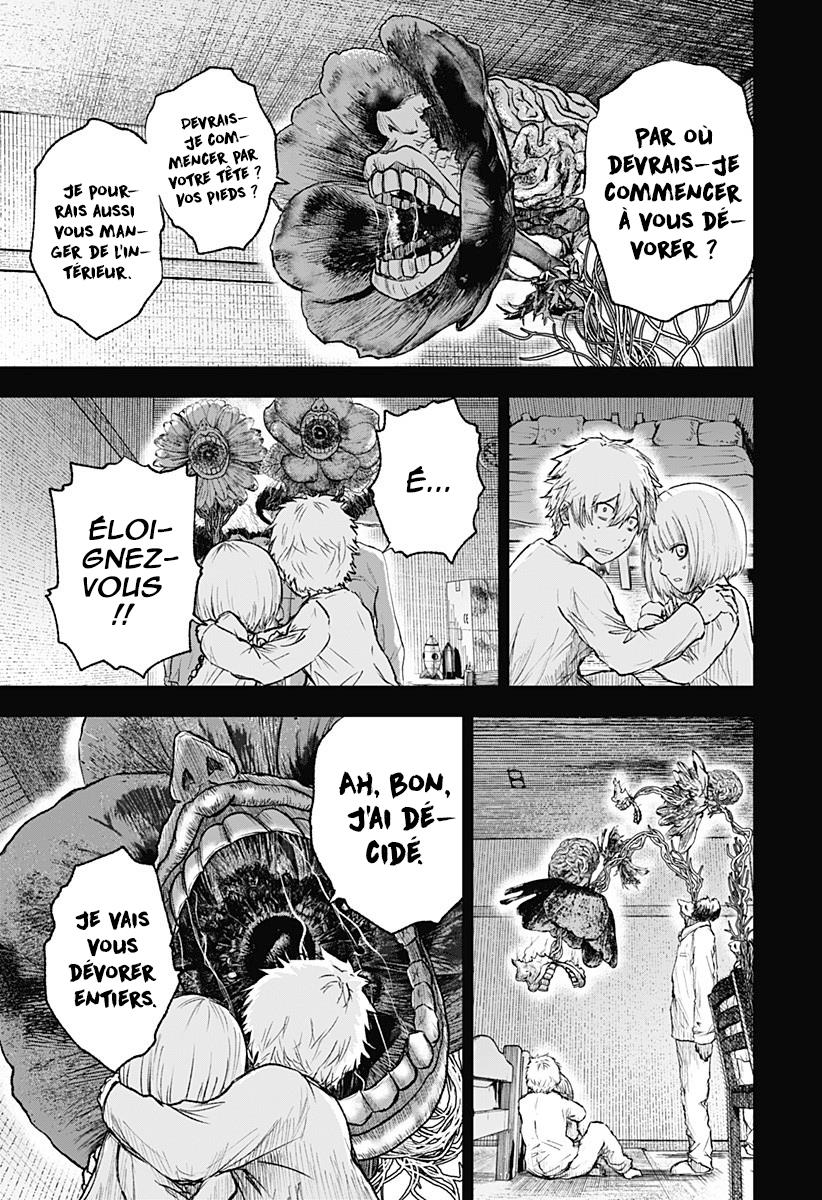 PAR OÙ
DEVRAIS-JE
COMMENCER
À VOUS DÉ-
VORER ?
DEVRAIS-
JE COM-
MENCER PAR
VOTRE TÊTE ?
VOS PIEDS ?
JE POUR-
RAIS AUSSI
VOUS MAN-
GER DE L'IN-
TÉRIEUR.
É...
ÉLOI-
GNEZ-
VOUS
!!
AH, BON,
J'AI DÉ-
CIDÉ.
JE VAIS
VOUS
DÉVORER
ENTIERS.